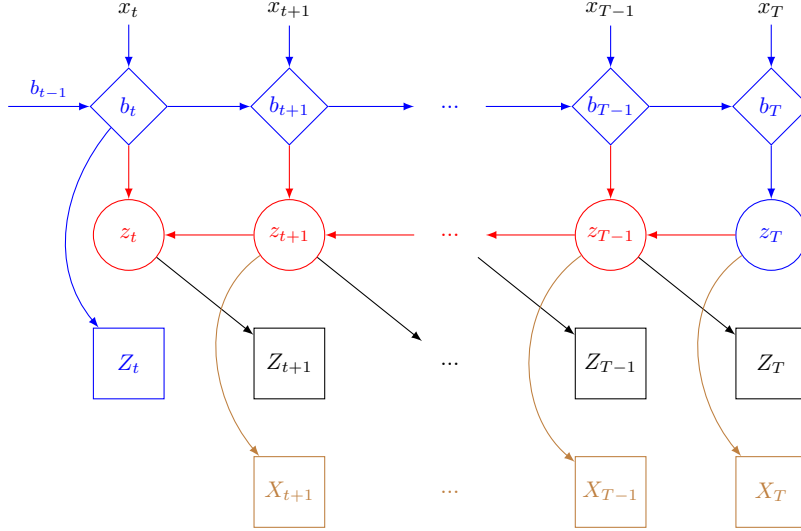 x_t x_{t+1} x_{T-1} x_T
b_{t-1}
b_t b_{t+1} ... b_{T-1} b_T
z_t z_{t+1} ... z_{T-1} z_T
Z_t Z_{t+1} ... Z_{T-1} Z_T
X_{t+1} ... X_{T-1} X_T